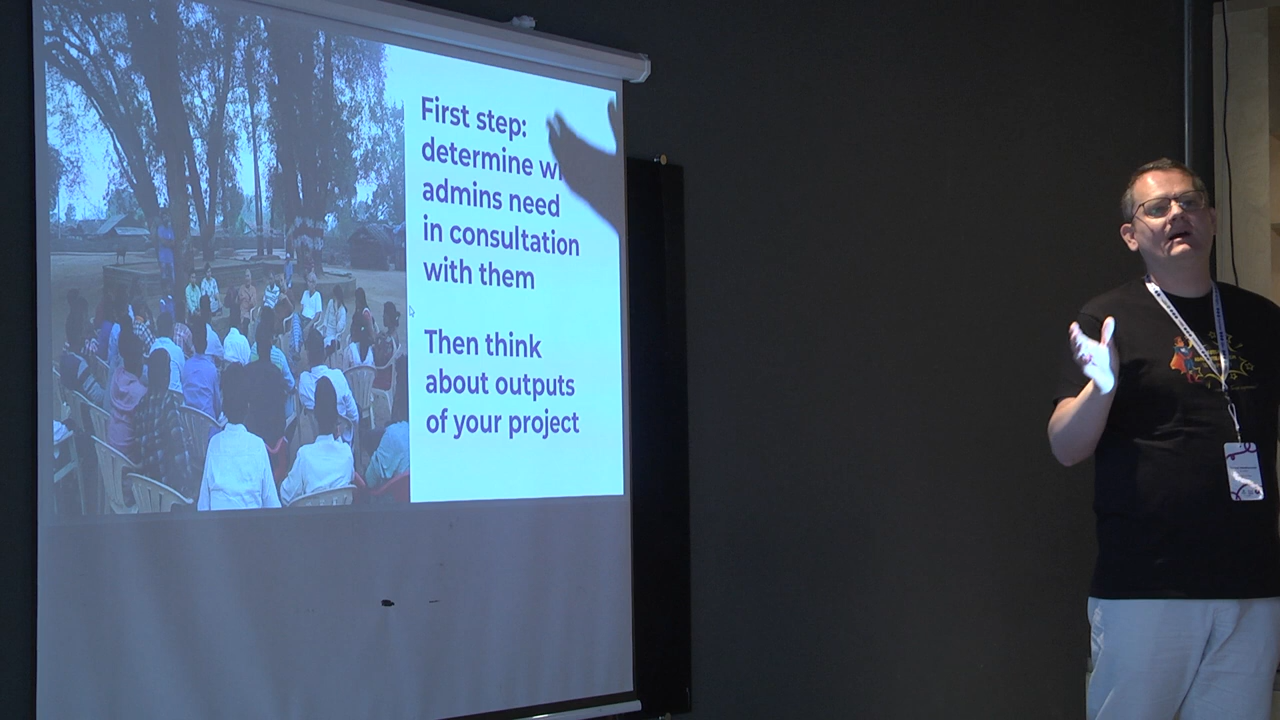 First step:
determine
admins need
in consultation
with them
Then think
about outputs
of your project